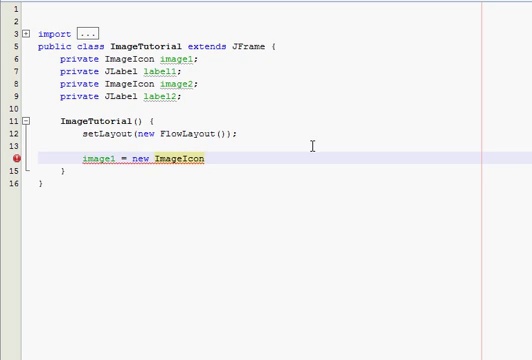 1
2
3 import ...
5 public class ImageTutorial extends JFrame {
6 private ImageIcon image1;
7 private JLabel label1;
8 private ImageIcon image2;
9 private JLabel label2;
10
11 ImageTutorial() {
12 setLayout(new FlowLayout());
13
image1 = new ImageIcon
15 }
16 }